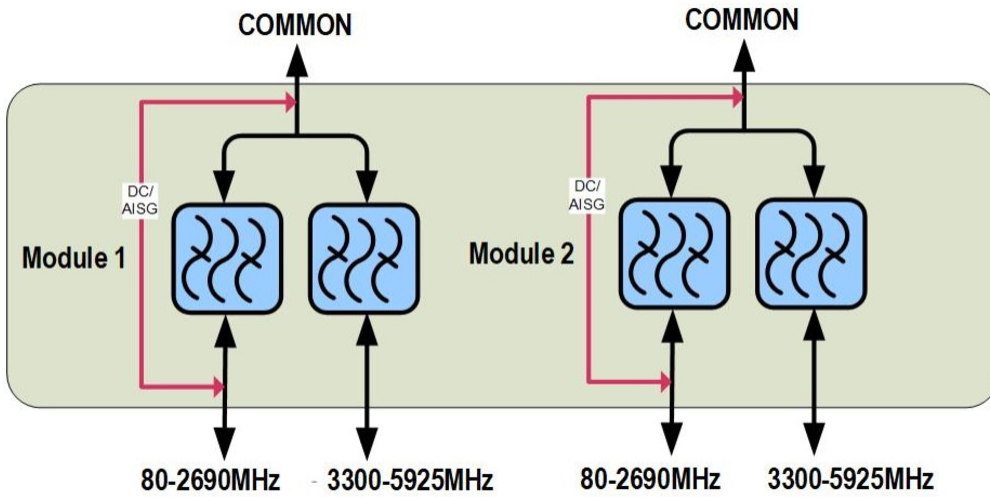 COMMON
COMMON
DC/
AISG
DC/
AISG
Module 1
Module 2
80-2690MHz - 3300-5925MHz
80-2690MHz 3300-5925MHz